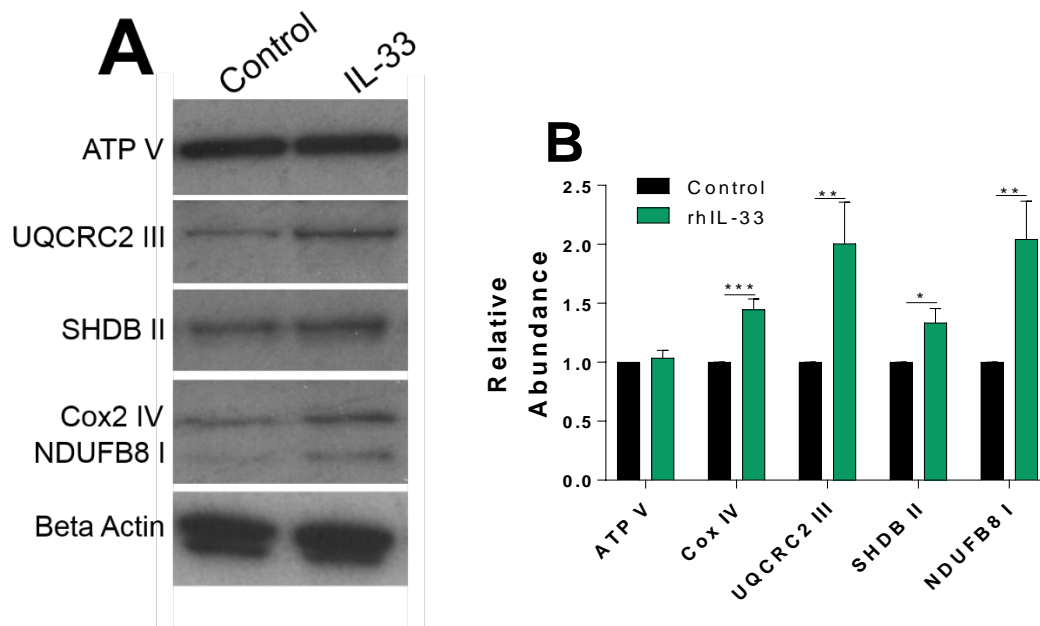 A
Control
IL-33
ATP V
UQCRC2 III
SHDB II
Cox2 IV
NDUFB8 I
Beta Actin
B
Control
rhIL-33
Relative
Abundance
2.5
2.0
1.5
1.0
0.5
0.0
***
**
*
**
ATP V
Cox IV
UQCRC2 III
SHDB II
NDUFB8 I